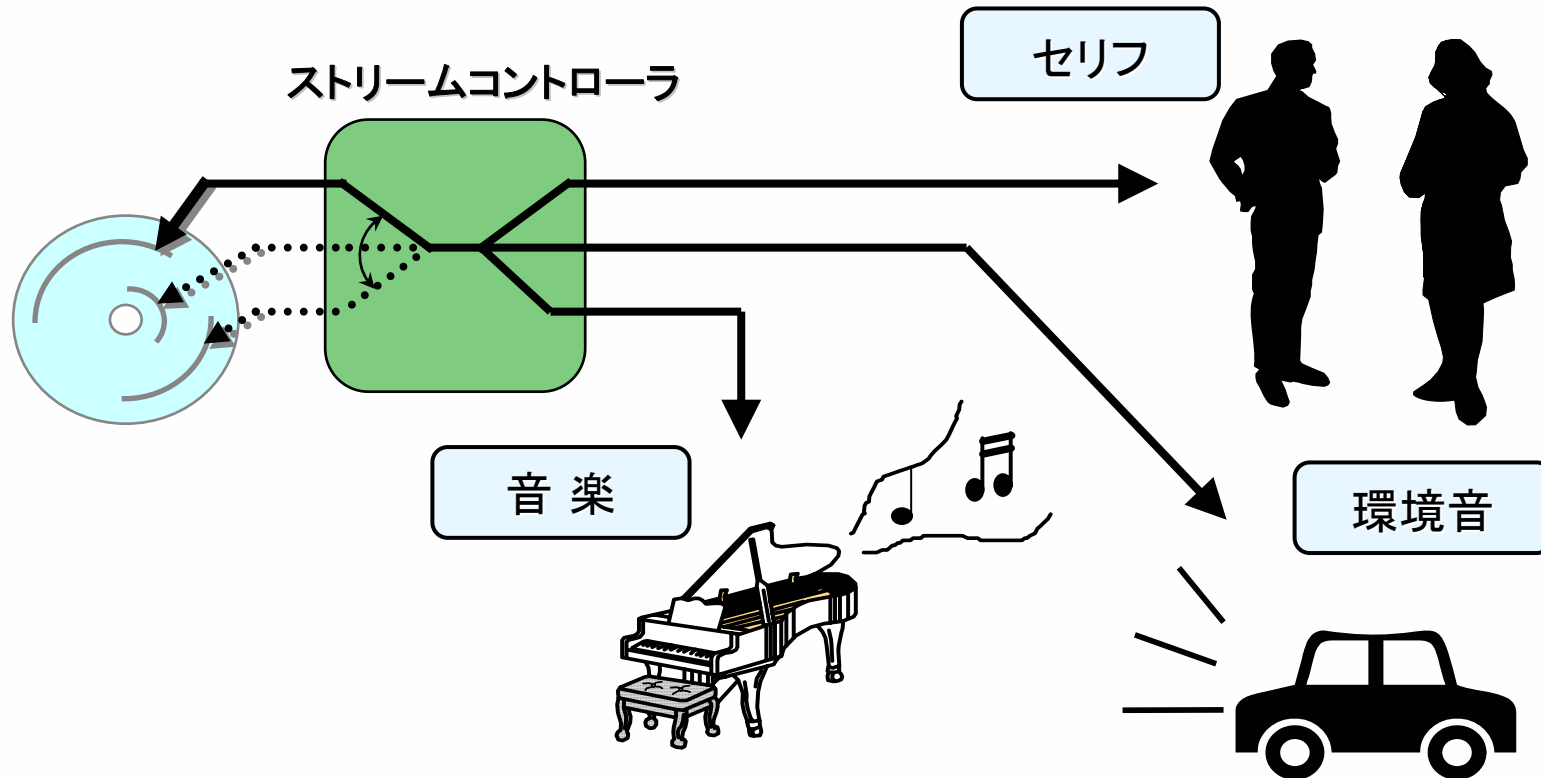 セリフ
ストリームコントローラ
音 楽
環境音